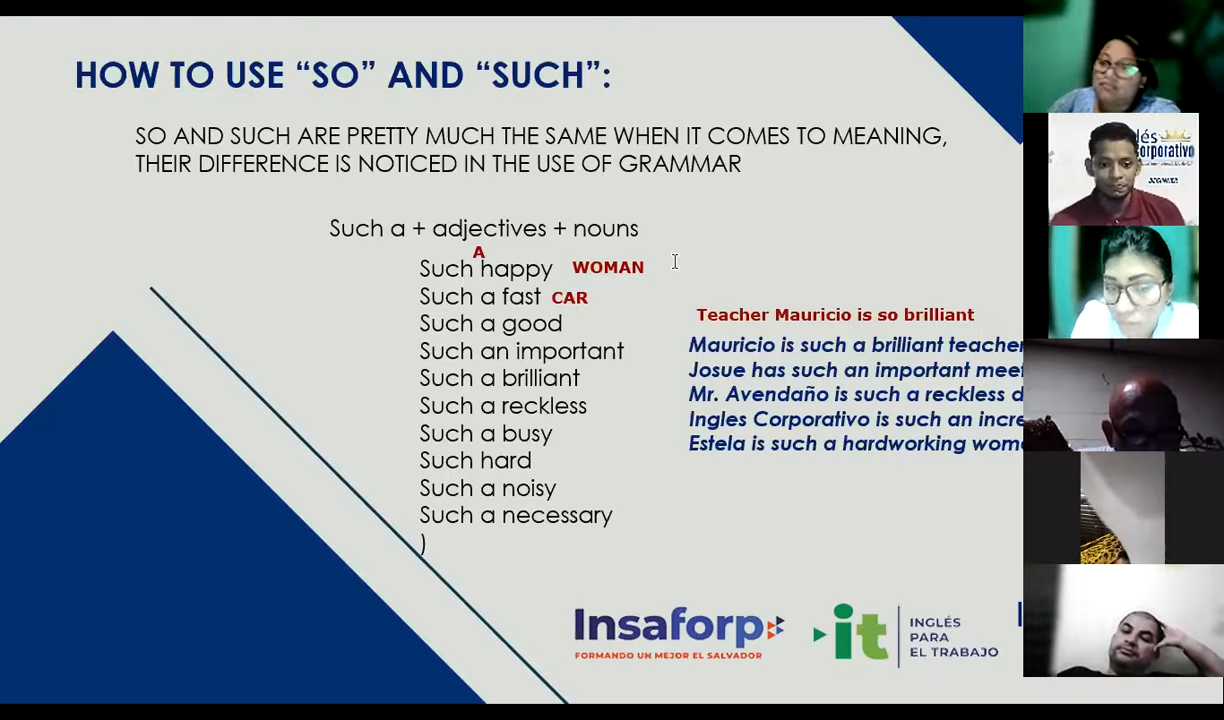 HOW TO USE “SO” AND “SUCH”:
SO AND SUCH ARE PRETTY MUCH THE SAME WHEN IT COMES TO MEANING,
THEIR DIFFERENCE IS NOTICED IN THE USE OF GRAMMAR
Such a + adjectives + nouns
A
Such happy WOMAN
Such a fast CAR
Such a good
Such an important
Such a brilliant
Such a reckless
Such a busy
Such hard
Such a noisy
Such a necessary
)
Teacher Mauricio is so brilliant
Mauricio is such a brilliant teacher
Josue has such an important
Mr. Avendaño is such a reckless
Ingles Corporativo is such an
Estela is such a hardworking
Insaforp
FORMANDO UN MEJOR EL SALVADOR
it
INGLÉS
PARA
EL TRABAJO
Corporativo
BEGINNER